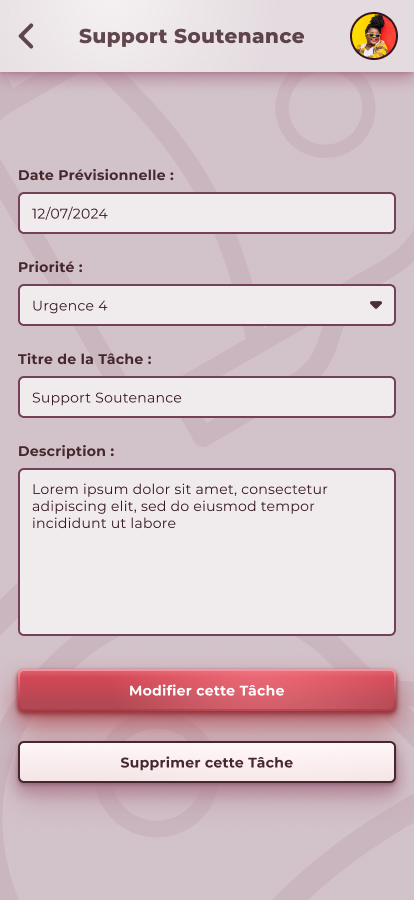 Support Soutenance
Date Prévisionnelle :
12/07/2024
Priorité :
Urgence 4
Titre de la Tâche :
Support Soutenance
Description :
Lorem ipsum dolor sit amet, consectetur
adipiscing elit, sed do eiusmod tempor
incididunt ut labore
Modifier cette Tâche
Supprimer cette Tâche